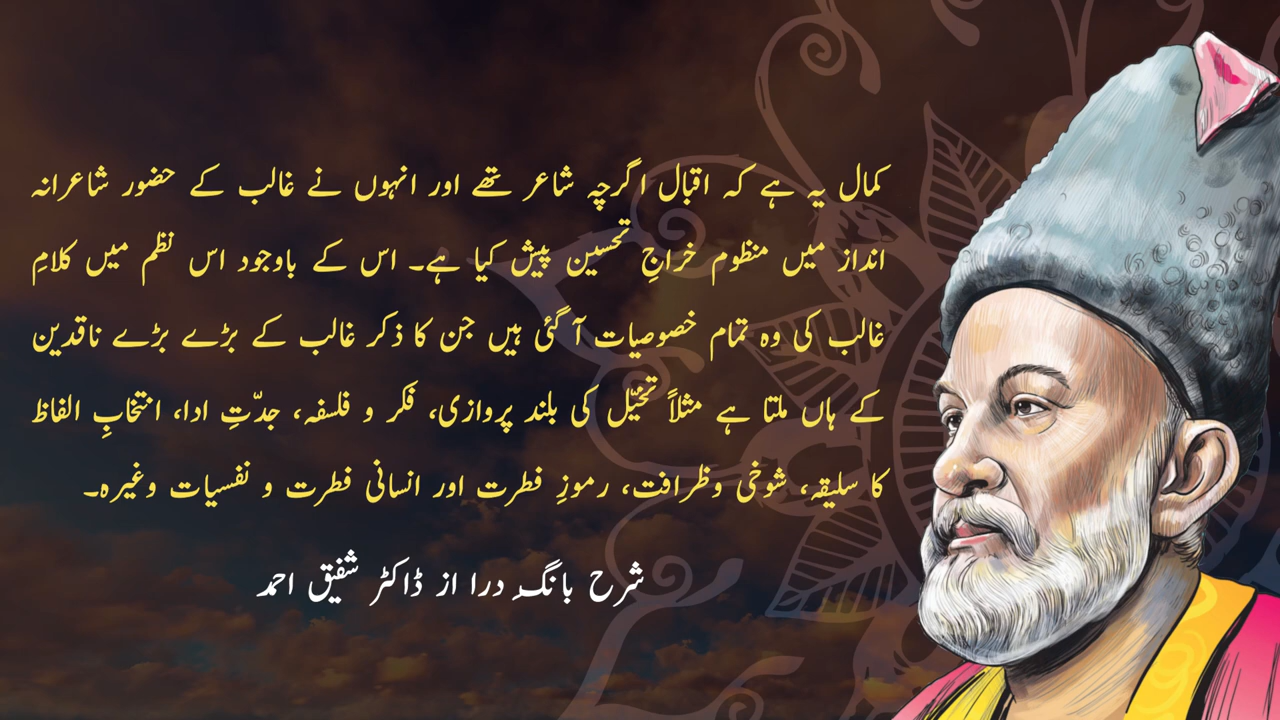 کمال یہ ہے کہ اقبال اگرچہ شاعر تھے اور انہوں نے غالب کے حضور شاعرانہ
انداز میں منظوم خراجِ تحسین پیش کیا ہے۔ اس کے باوجود اس نظم میں کلامِ
غالب کی وہ تمام خصوصیات آ گئی ہیں جن کا ذکر غالب کے بڑے بڑے ناقدین
کے ہاں ملتا ہے مثلاً تخیّل کی بلند پروازی، فکر و فلسفہ، جدّتِ ادا، انتخابِ الفاظ
کا سلیقہ، شوخی وظرافت، رموزِ فطرت اور انسانی فطرت و نفسیات وغیرہ۔
شرح بانگِ درا از ڈاکٹر شفیق احمد